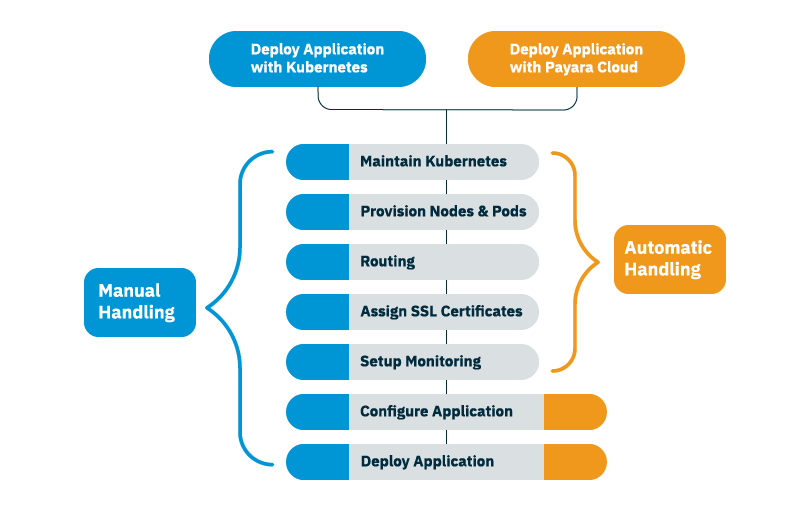 Deploy Application
with Kubernetes
Deploy Application
with Payara Cloud
Maintain Kubernetes
Provision Nodes & Pods
Routing
Assign SSL Certificates
Setup Monitoring
Configure Application
Deploy Application
Manual
Handling
Automatic
Handling